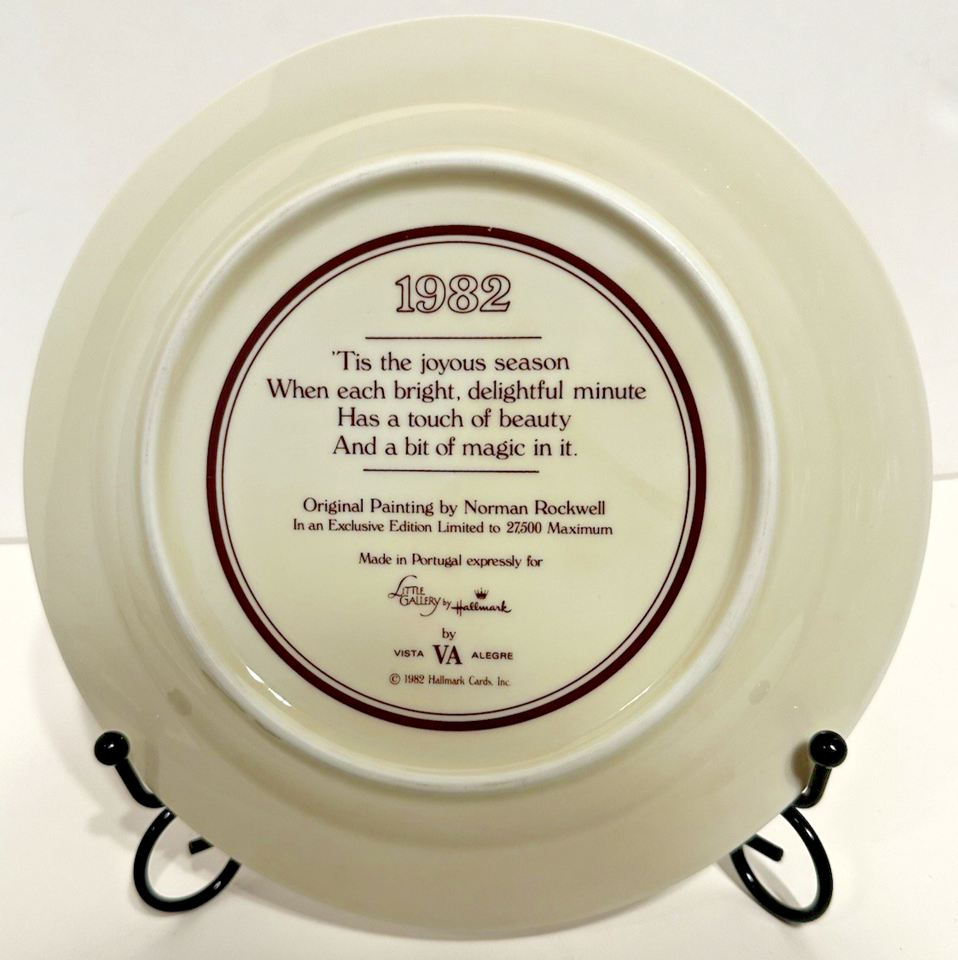 1982
'Tis the joyous season
When each bright, delightful minute
Has a touch of beauty
And a bit of magic in it.
Original Painting by Norman Rockwell
In an Exclusive Edition Limited to 27,500 Maximum
Made in Portugal expressly for
LITTLE GALLERY by Hallmark
by
VISTA VA ALEGRE
© 1982 Hallmark Cards, Inc.